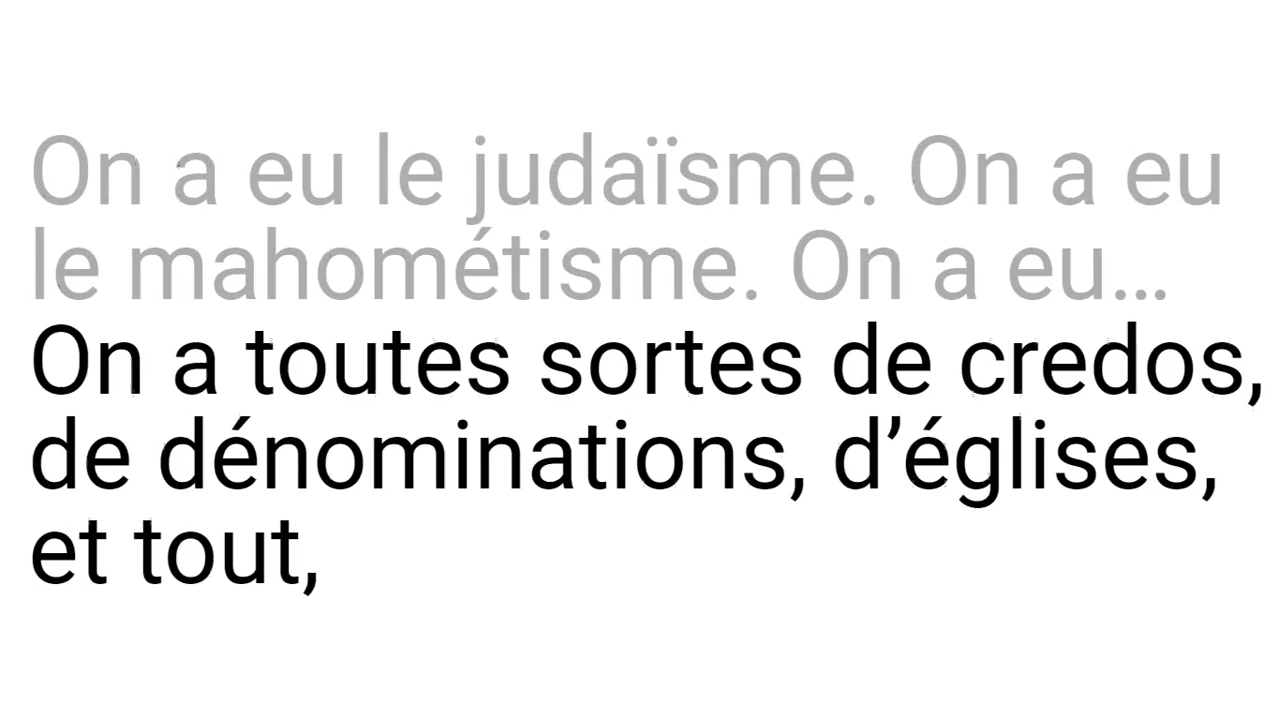 On a eu le judaïsme. On a eu
le mahométisme. On a eu…
On a toutes sortes de credos,
de dénominations, d’églises,
et tout,